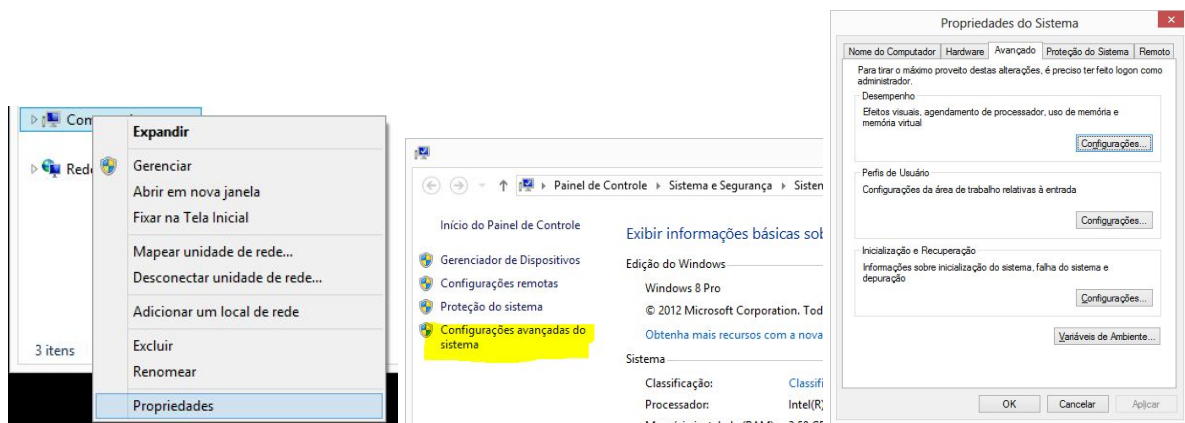 Expandir
Gerenciar
Abrir em nova janela
Fixar na Tela Inicial
Mapear unidade de rede...
Desconectar unidade de rede...
Adicionar um local de rede
Excluir
Renomear
Propriedades
3 itens
Painel de Controle Sistema e Segurança
Início do Painel de Controle
Gerenciador de Dispositivos
Configurações remotas
Proteção do sistema
Configurações avançadas do
sistema
Exibir informações básicas
Edição do Windows
Windows 8 Pro
© 2012 Microsoft Corporation.
Obtenha mais recursos com a nova
Sistema
Classificação:
Processador: Intel(R)
Propriedades do Sistema
Nome do Computador Hardware Avançado Proteção do Sistema Remoto
Para tirar o máximo proveito destas alterações, é preciso ter feito logon como
administrador.
Desempenho
Efeitos visuais, agendamento de processador, uso de memória e
memória virtual
Configurações...
Perfis de Usuário
Configurações da área de trabalho relativas à entrada
Configurações...
Inicialização e Recuperação
Informações sobre inicialização do sistema, falha do sistema e
depuração
Configurações...
Variáveis de Ambiente...
OK Cancelar Aplicar